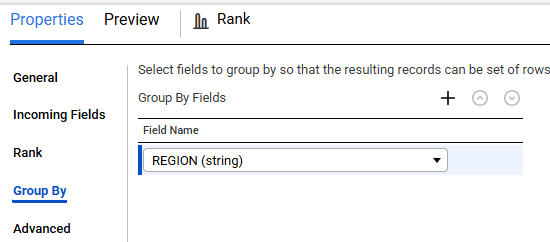 Properties Preview Rank
General
Incoming Fields
Rank
Group By
Advanced
Select fields to group by so that the resulting records can be set of rows
Group By Fields
Field Name
REGION (string)